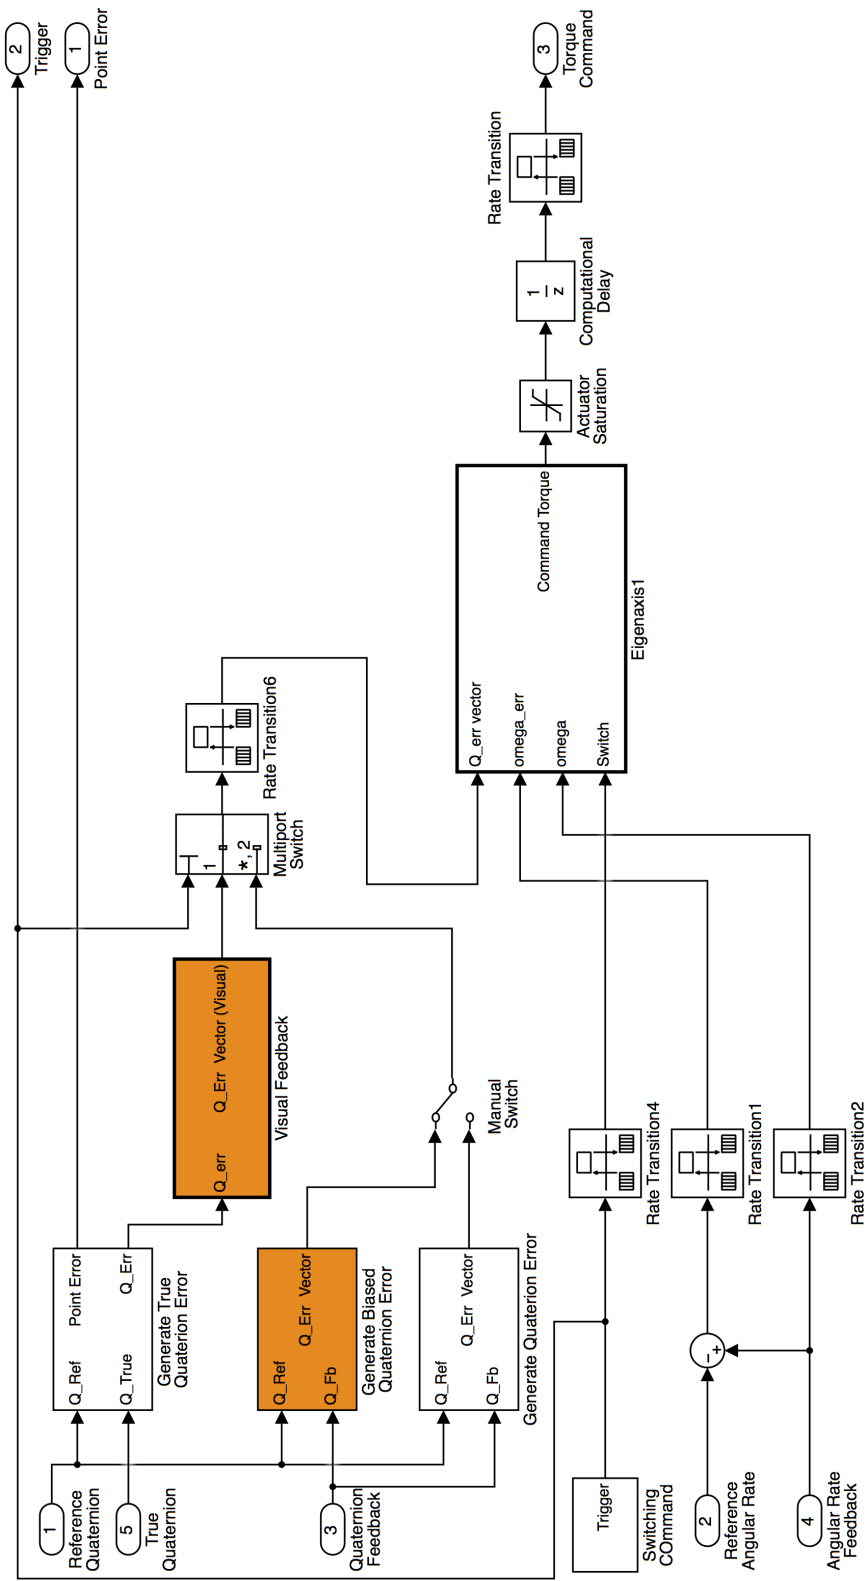 1
Reference
Quaternion
5
True
Quaternion
3
Quaternion
Feedback
Trigger
Switching
COmmand
2
Reference
Angular Rate
4
Angular Rate
Feedback
Q_Ref
Q_True
Point Error
Q_Err
Generate True
Quaterion Error
Q_Ref
Q_Fb
Q_Err Vector
Generate Biased
Quaternion Error
Q_Ref
Q_Fb
Q_Err Vector
Generate Quaterion Error
- +
Q_err
Q_Err Vector (Visual)
Visual Feedback
Manual
Switch
Rate Transition4
Rate Transition1
Rate Transition2
1
*, 2
Multiport
Switch
Rate Transition6
Q_err vector
omega_err
omega
Switch
Command Torque
Eigenaxis1
Actuator
Saturation
1
z
Computational
Delay
Rate Transition
2
Trigger
1
Point Error
3
Torque
Command